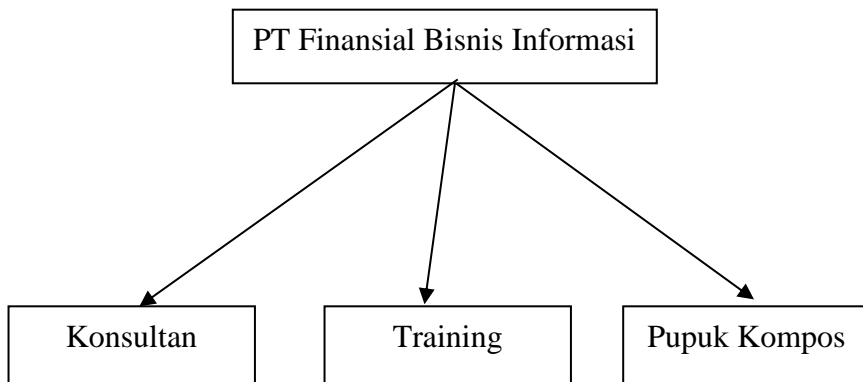 PT Finansial Bisnis Informasi
Konsultan
Training
Pupuk Kompos